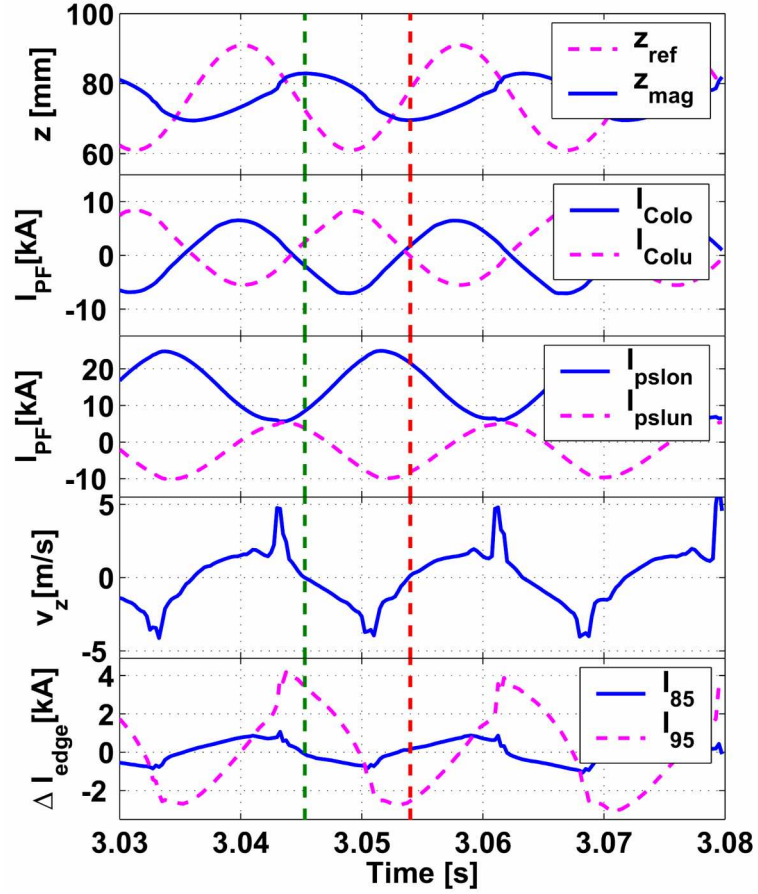 100
80
60
z [mm]
z_ref
z_mag
10
0
-10
I_PF[kA]
I_Colo
I_Colu
20
10
0
-10
I_PF[kA]
I_pslon
I_pslun
5
0
-5
v_z[m/s]
4
2
0
-2
Δ I_edge[kA]
I_85
I_95
3.03 3.04 3.05 3.06 3.07 3.08
Time [s]